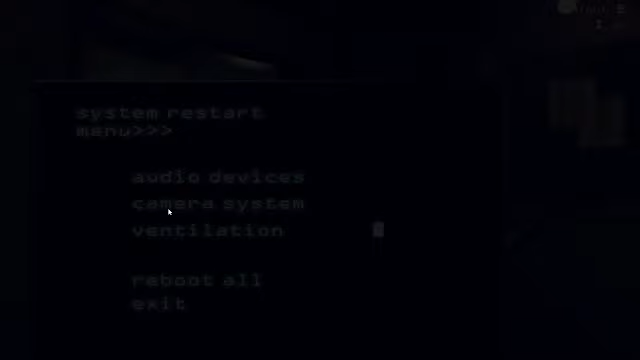 system restart
menu>>>
audio devices
camera system
ventilation
reboot all
exit